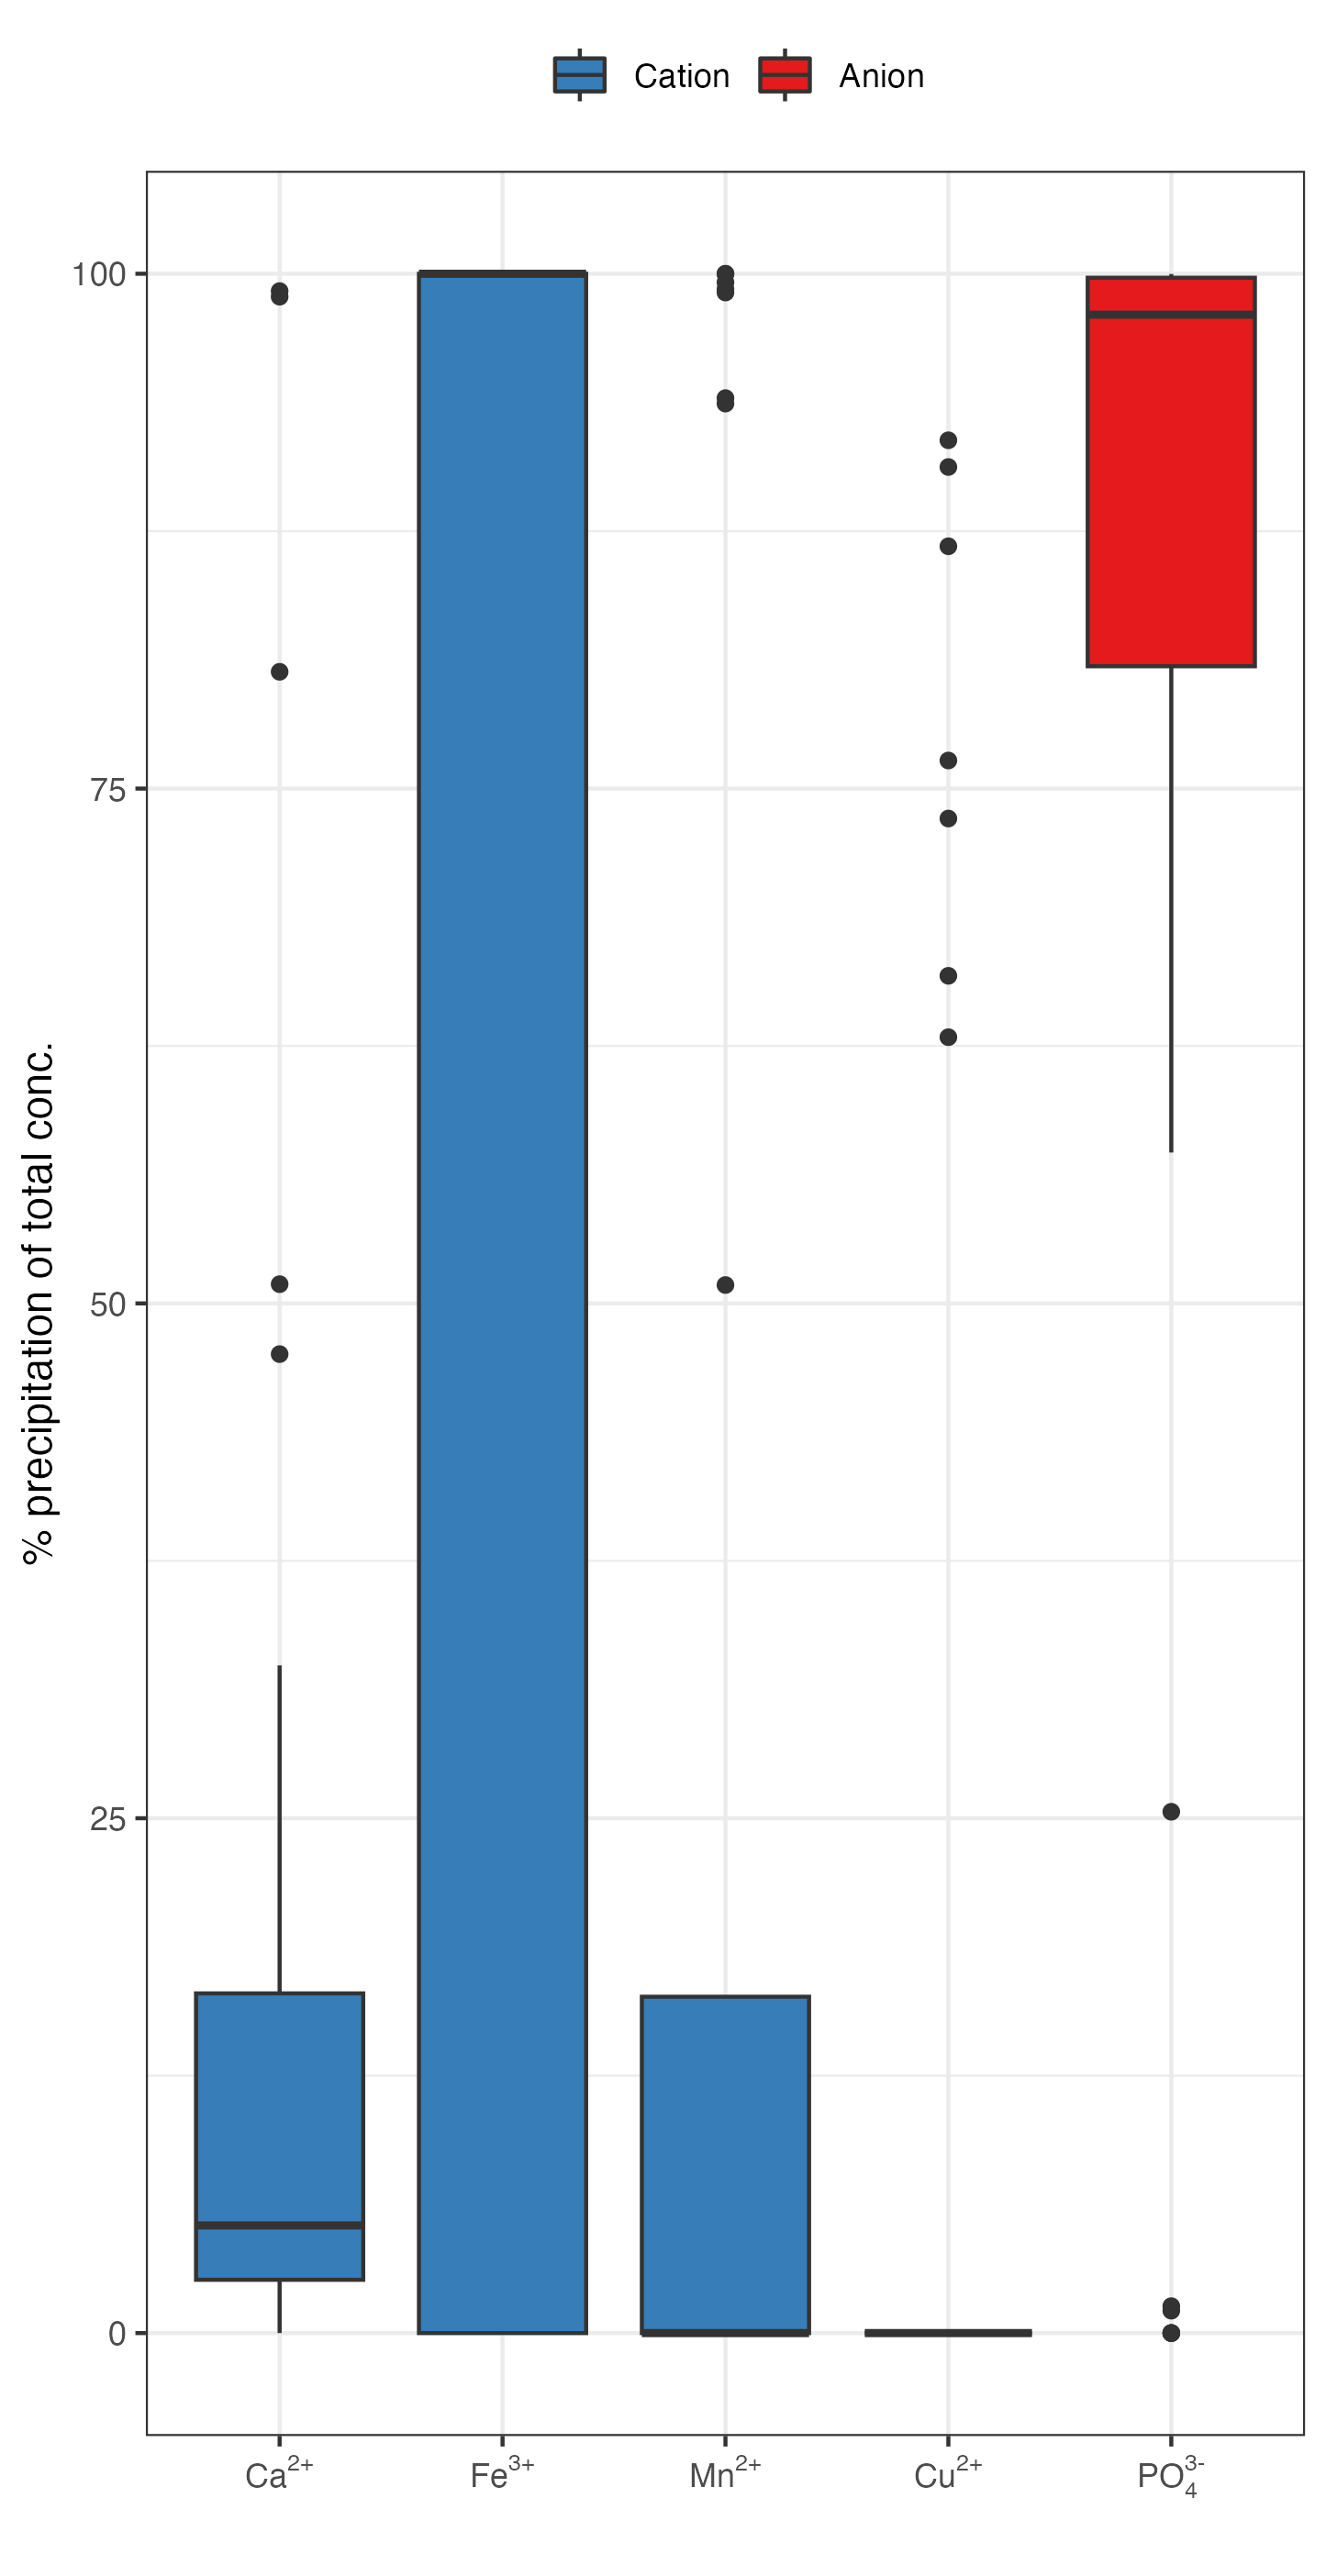 Cation Anion
% precipitation of total conc.
100
75
50
25
0
Ca²⁺ Fe³⁺ Mn²⁺ Cu²⁺ PO₄³⁻